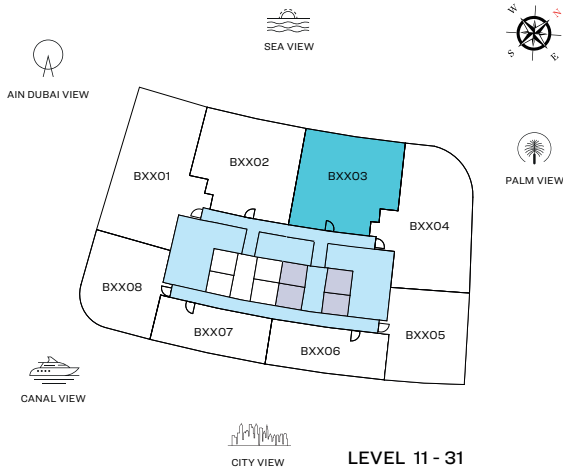 SEA VIEW
W
N
S
E
AIN DUBAI VIEW
PALM VIEW
BXX01
BXX02
BXX03
BXX04
BXX08
BXX07
BXX06
BXX05
CANAL VIEW
CITY VIEW
LEVEL 11 - 31